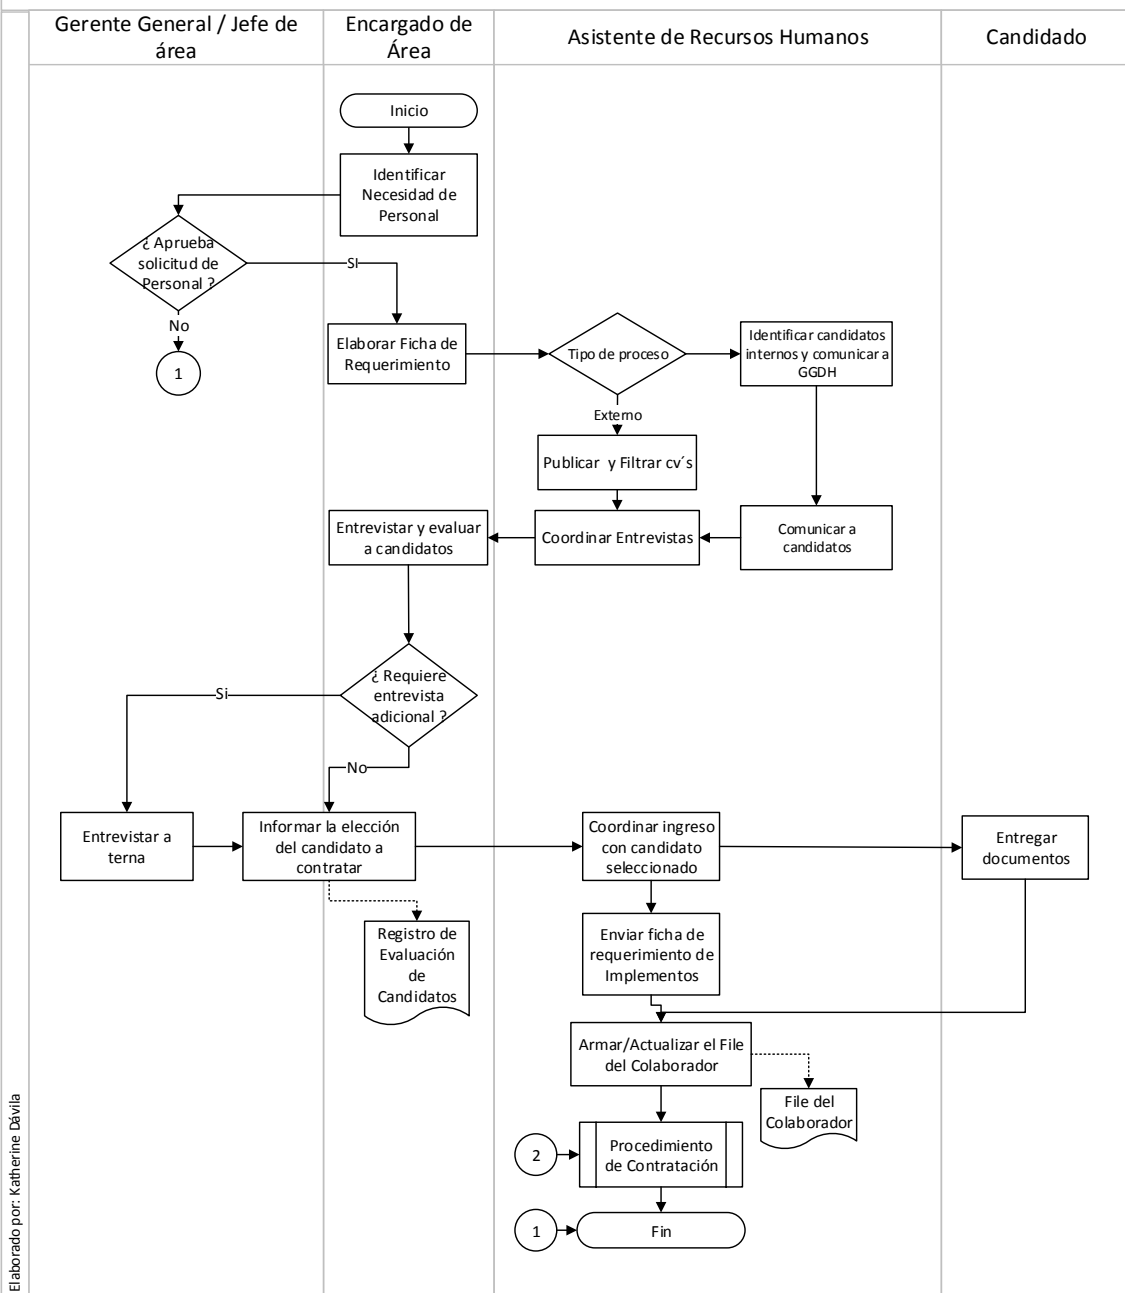 Gerente General / Jefe de
área
Encargado de
Área
Asistente de Recursos Humanos
Candidado
Inicio
Identificar
Necesidad de
Personal
¿ Aprueba
solicitud de
Personal ?
SI
No
1
Elaborar Ficha de
Requerimiento
Tipo de proceso
Identificar candidatos
internos y comunicar a
GGDH
Externo
Publicar y Filtrar cv´s
Entrevistar y evaluar
a candidatos
Coordinar Entrevistas
Comunicar a
candidatos
¿ Requiere
entrevista
adicional ?
Si
No
Entrevistar a
terna
Informar la elección
del candidato a
contratar
Coordinar ingreso
con candidato
seleccionado
Entregar
documentos
Registro de
Evaluación
de
Candidatos
Enviar ficha de
requerimiento de
Implementos
Armar/Actualizar el File
del Colaborador
File del
Colaborador
2
Procedimiento
de Contratación
1
Fin
Elaborado por: Katherine Dávila